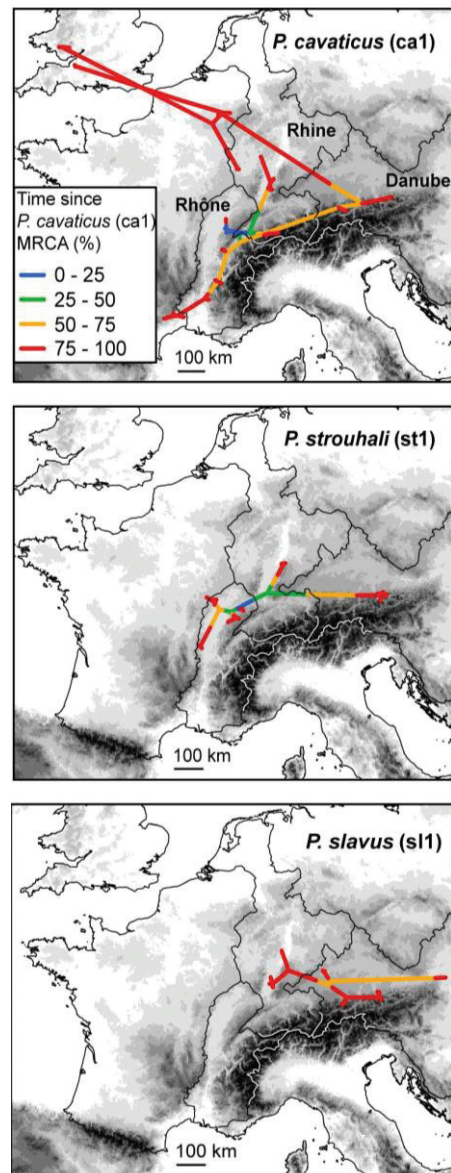 P. cavaticus (ca1)
Rhine
Danube
Rhône
Time since
P. cavaticus (ca1)
MRCA (%)
0 - 25
25 - 50
50 - 75
75 - 100
100 km
P. strouhali (st1)
100 km
P. slavus (sl1)
100 km